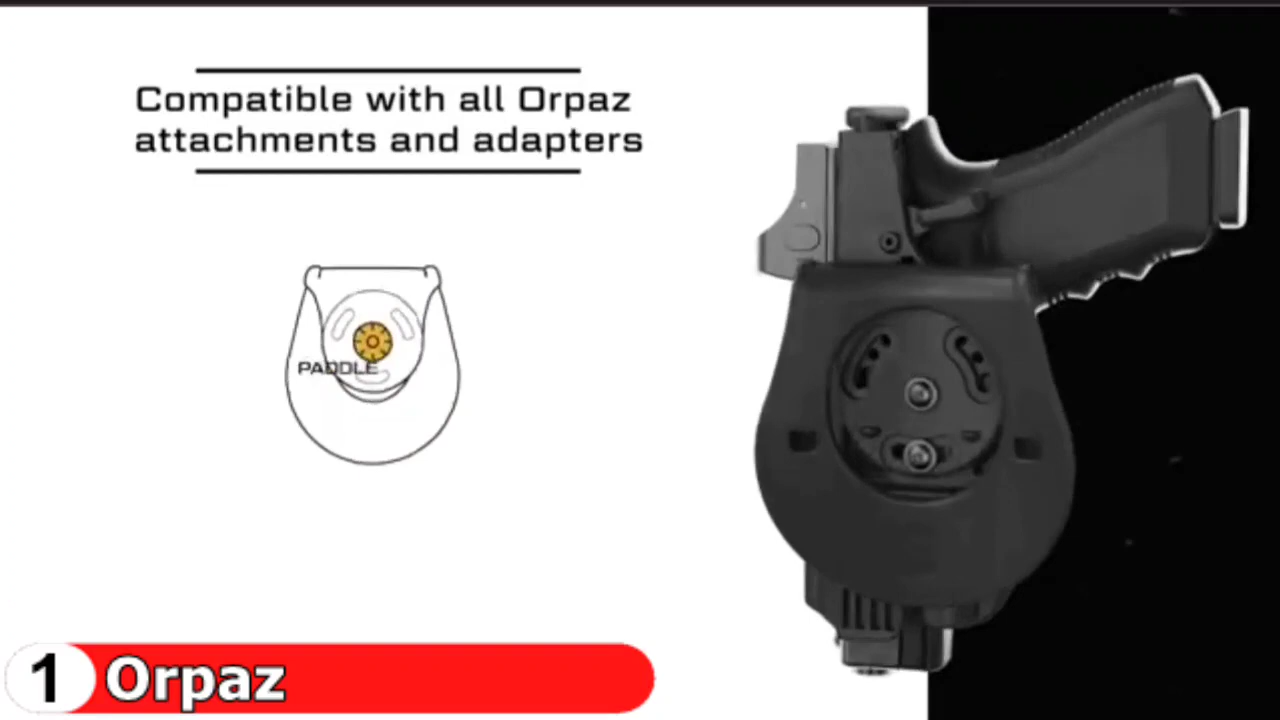 Compatible with all Orpaz
attachments and adapters
PADDLE
1 Orpaz